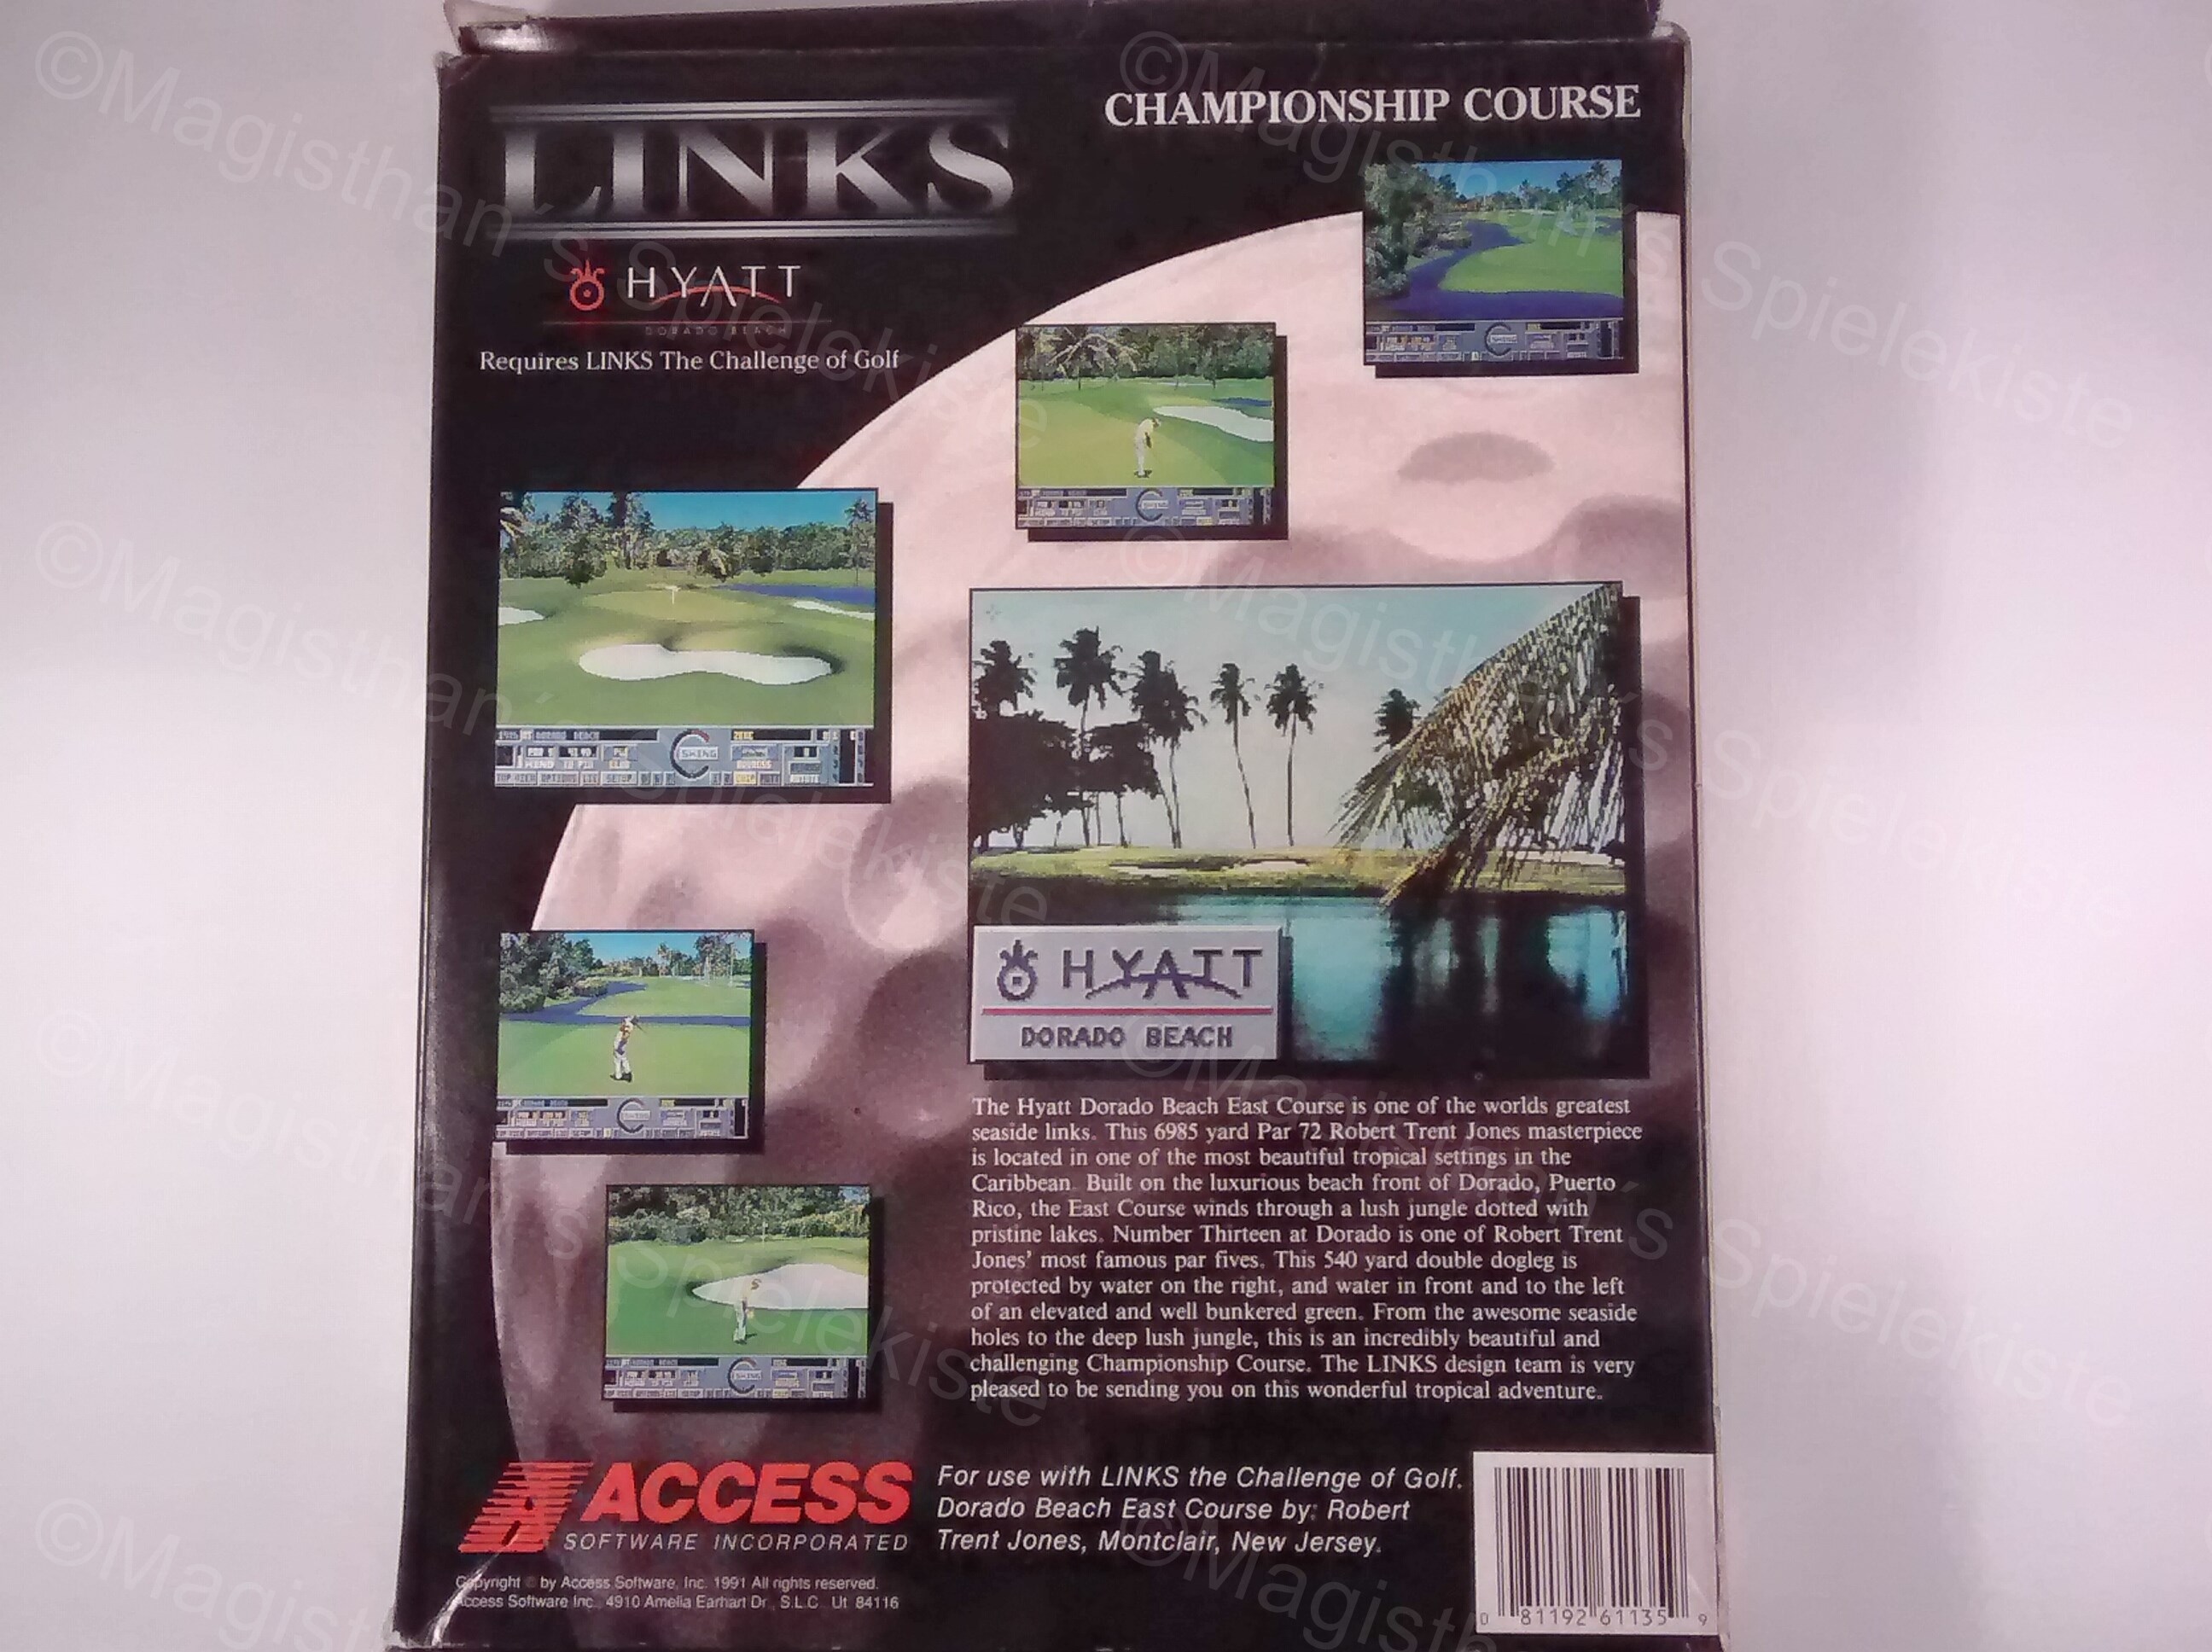 LINKS
CHAMPIONSHIP COURSE
HYATT
DORADO BEACH
Requires LINKS The Challenge of Golf
SWING
HYATT
DORADO BEACH
The Hyatt Dorado Beach East Course is one of the worlds greatest
seaside links. This 6985 yard Par 72 Robert Trent Jones masterpiece
is located in one of the most beautiful tropical settings in the
Caribbean. Built on the luxurious beach front of Dorado, Puerto
Rico, the East Course winds through a lush jungle dotted with
pristine lakes. Number Thirteen at Dorado is one of Robert Trent
Jones' most famous par fives. This 540 yard double dogleg is
protected by water on the right, and water in front and to the left
of an elevated and well bunkered green. From the awesome seaside
holes to the deep lush jungle, this is an incredibly beautiful and
challenging Championship Course. The LINKS design team is very
pleased to be sending you on this wonderful tropical adventure.
ACCESS
SOFTWARE INCORPORATED
For use with LINKS the Challenge of Golf.
Dorado Beach East Course by: Robert
Trent Jones, Montclair, New Jersey.
Copyright © by Access Software, Inc. 1991 All rights reserved.
Access Software Inc., 4910 Amelia Earhart Dr., S.L.C. Ut 84116
0 81192 61135 9
©Magisthan´s Spielekiste